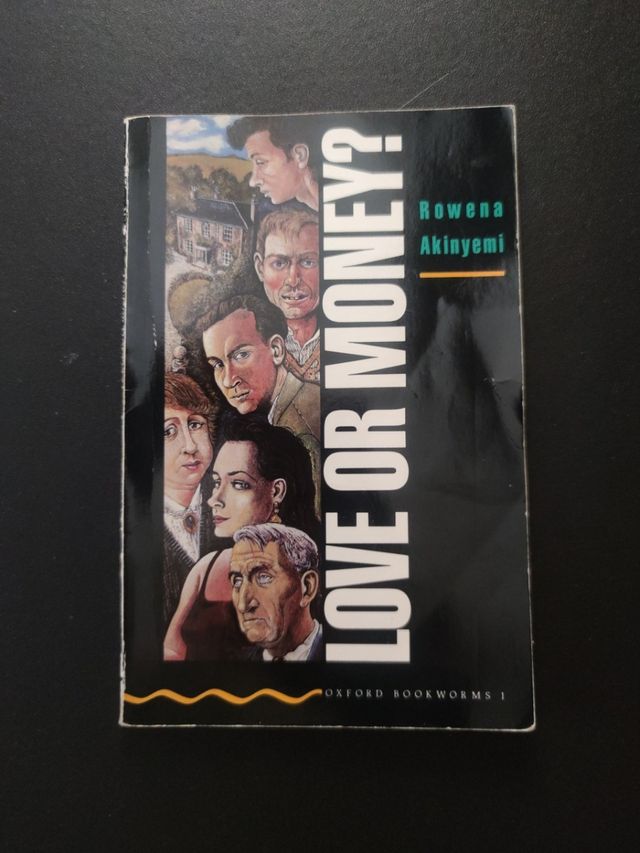 LOVE OR MONEY?
Rowena
Akinyemi
OXFORD BOOKWORMS 1